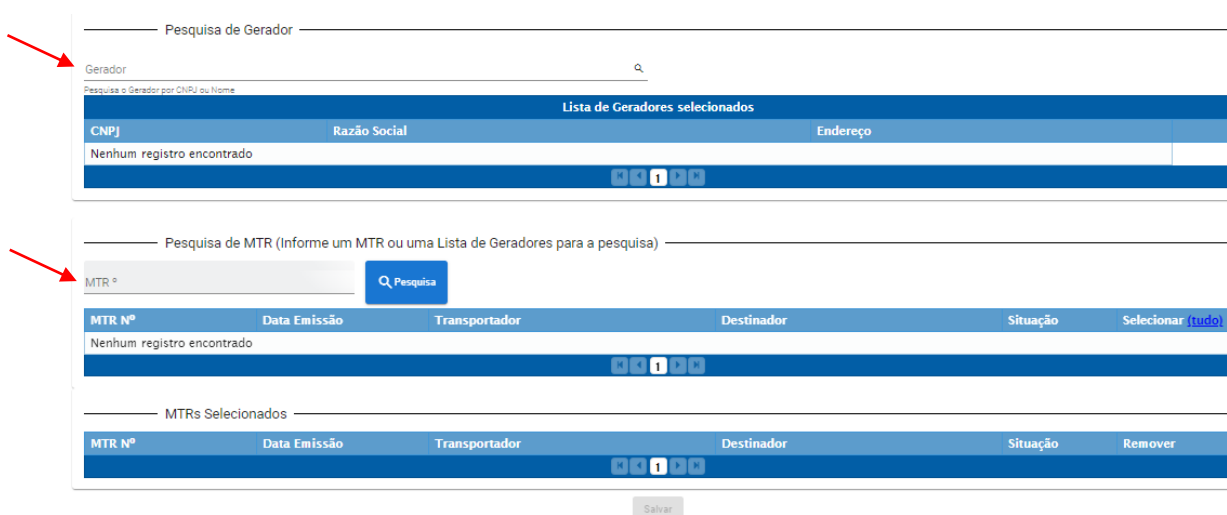 Pesquisa de Gerador
Gerador
Pesquisa o Gerador por CNPJ ou Nome
Lista de Geradores selecionados
CNPJ Razão Social Endereço
Nenhum registro encontrado
1
Pesquisa de MTR (Informe um MTR ou uma Lista de Geradores para a pesquisa)
MTR º Pesquisa
MTR Nº Data Emissão Transportador Destinador Situação Selecionar (tudo)
Nenhum registro encontrado
1
MTRs Selecionados
MTR Nº Data Emissão Transportador Destinador Situação Remover
1
Salvar